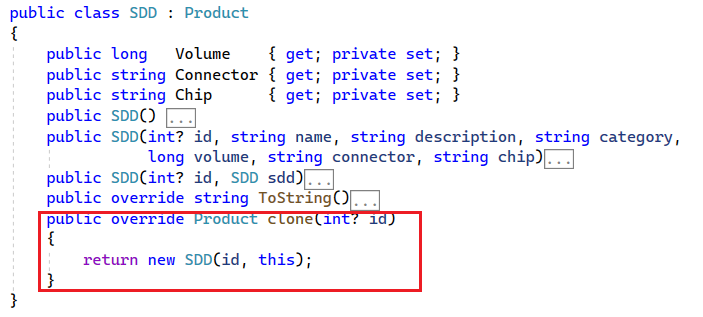 public class SDD : Product
{
    public long   Volume    { get; private set; }
    public string Connector { get; private set; }
    public string Chip      { get; private set; }
    public SDD() ...
    public SDD(int? id, string name, string description, string category,
               long volume, string connector, string chip)...
    public SDD(int? id, SDD sdd)...
    public override string ToString()...
    public override Product clone(int? id)
    {
        return new SDD(id, this);
    }
}